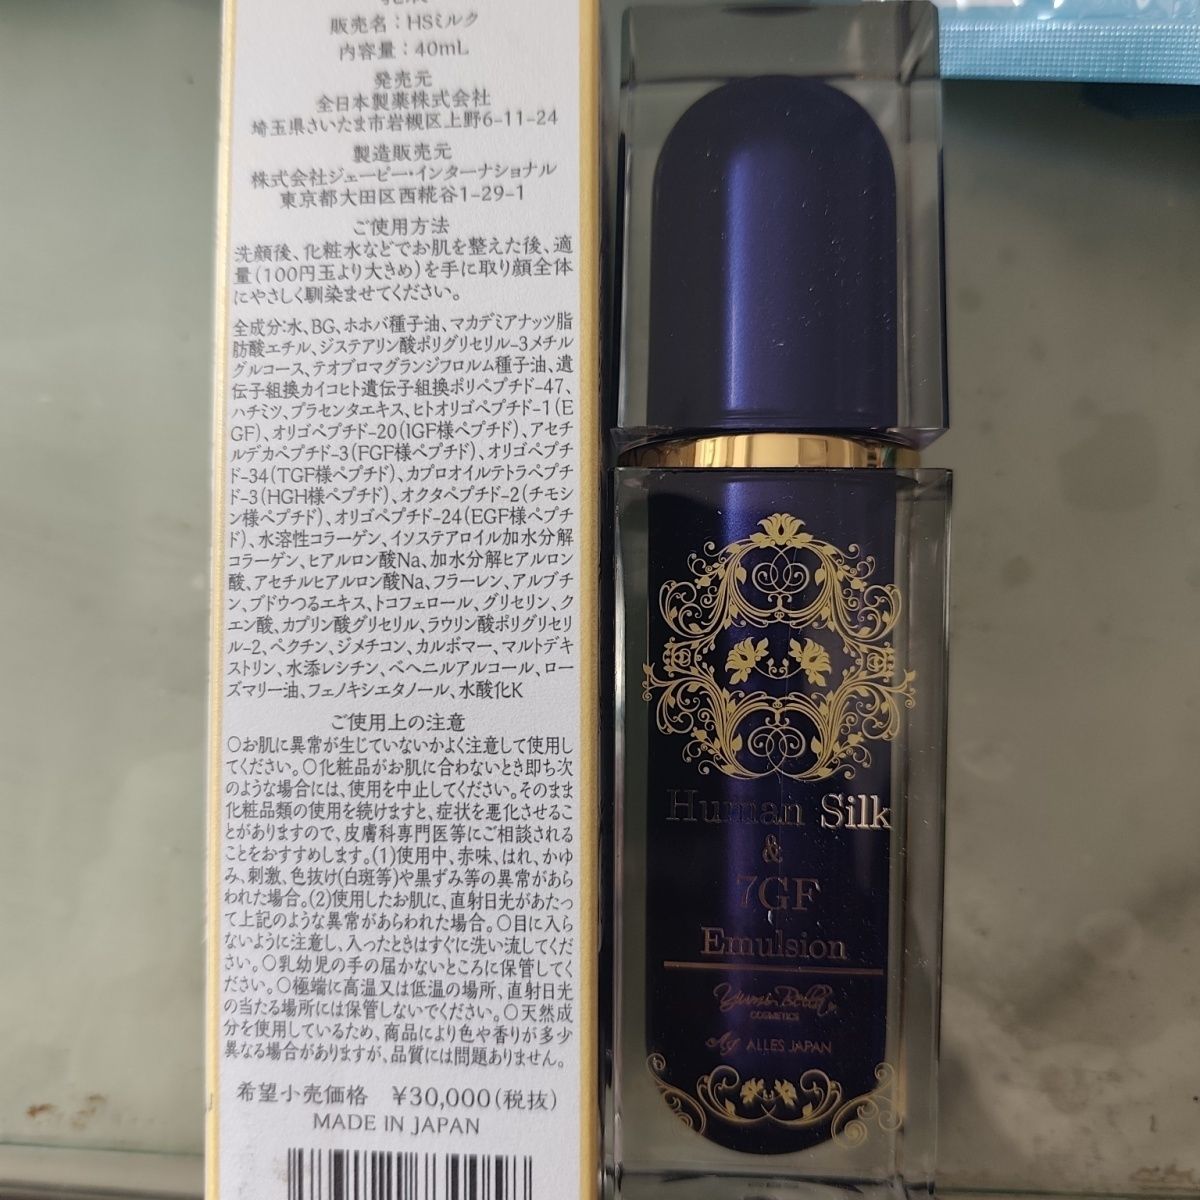 販売名：HSミルク
内容量：40mL
発売元
全日本製薬株式会社
埼玉県さいたま市岩槻区上野6-11-24
製造販売元
株式会社ジェーピー・インターナショナル
東京都大田区西糀谷1-29-1
ご使用方法
洗顔後、化粧水などでお肌を整えた後、適
量(100円玉より大きめ)を手に取り顔全体
にやさしく馴染ませてください。
全成分:水、BG、ホホバ種子油、マカデミアナッツ脂
肪酸エチル、ジステアリン酸ポリグリセリル-3メチル
グルコース、テオブロマグランジフロルム種子油、遺
伝子組換カイコヒト遺伝子組換ポリペプチド-47、
ハチミツ、プラセンタエキス、ヒトオリゴペプチド-1(E
GF)、オリゴペプチド-20(IGF様ペプチド)、アセチ
ルデカペプチド-3(FGF様ペプチド)、オリゴペプチ
ド-34(TGF様ペプチド)、カプロオイルテトラペプチ
ド-3(HGH様ペプチド)、オクタペプチド-2(チモシ
ン様ペプチド)、オリゴペプチド-24(EGF様ペプチ
ド)、水溶性コラーゲン、イソステアロイル加水分解
コラーゲン、ヒアルロン酸Na、加水分解ヒアルロン
酸、アセチルヒアルロン酸Na、フラーレン、アルブチ
ン、ブドウつるエキス、トコフェロール、グリセリン、ク
エン酸、カプリン酸グリセリル、ラウリン酸ポリグリセリ
ル-2、ペクチン、ジメチコン、カルボマー、マルトデキ
ストリン、水添レシチン、ベヘニルアルコール、ロー
ズマリー油、フェノキシエタノール、水酸化K
ご使用上の注意
○お肌に異常が生じていないかよく注意して使用し
てください。○化粧品がお肌に合わないとき即ち次
のような場合には、使用を中止してください。そのまま
化粧品類の使用を続けますと、症状を悪化させるこ
とがありますので、皮膚科専門医等にご相談される
ことをおすすめします。(1)使用中、赤味、はれ、かゆ
み、刺激、色抜け(白斑等)や黒ずみ等の異常があら
われた場合。(2)使用したお肌に、直射日光があたっ
て上記のような異常があらわれた場合。○目に入ら
ないように注意し、入ったときはすぐに洗い流してくだ
さい。○乳幼児の手の届かないところに保管してく
ださい。○極端に高温又は低温の場所、直射日光
の当たる場所には保管しないでください。○天然成
分を使用しているため、商品により色や香りが多少
異なる場合がありますが、品質には問題ありません。
希望小売価格 ¥30,000(税抜)
MADE IN JAPAN
Human Silk
&
7GF
Emulsion
Yumi Bella
COSMETICS
ALLES JAPAN